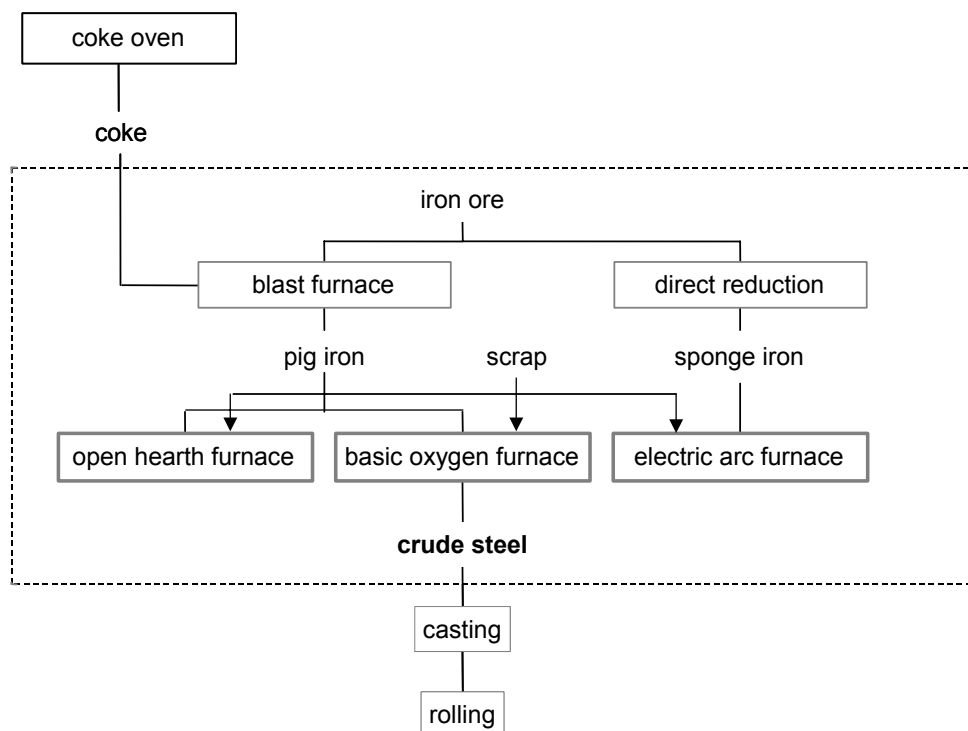 coke oven
coke
iron ore
blast furnace
direct reduction
pig iron
scrap
sponge iron
open hearth furnace
basic oxygen furnace
electric arc furnace
crude steel
casting
rolling